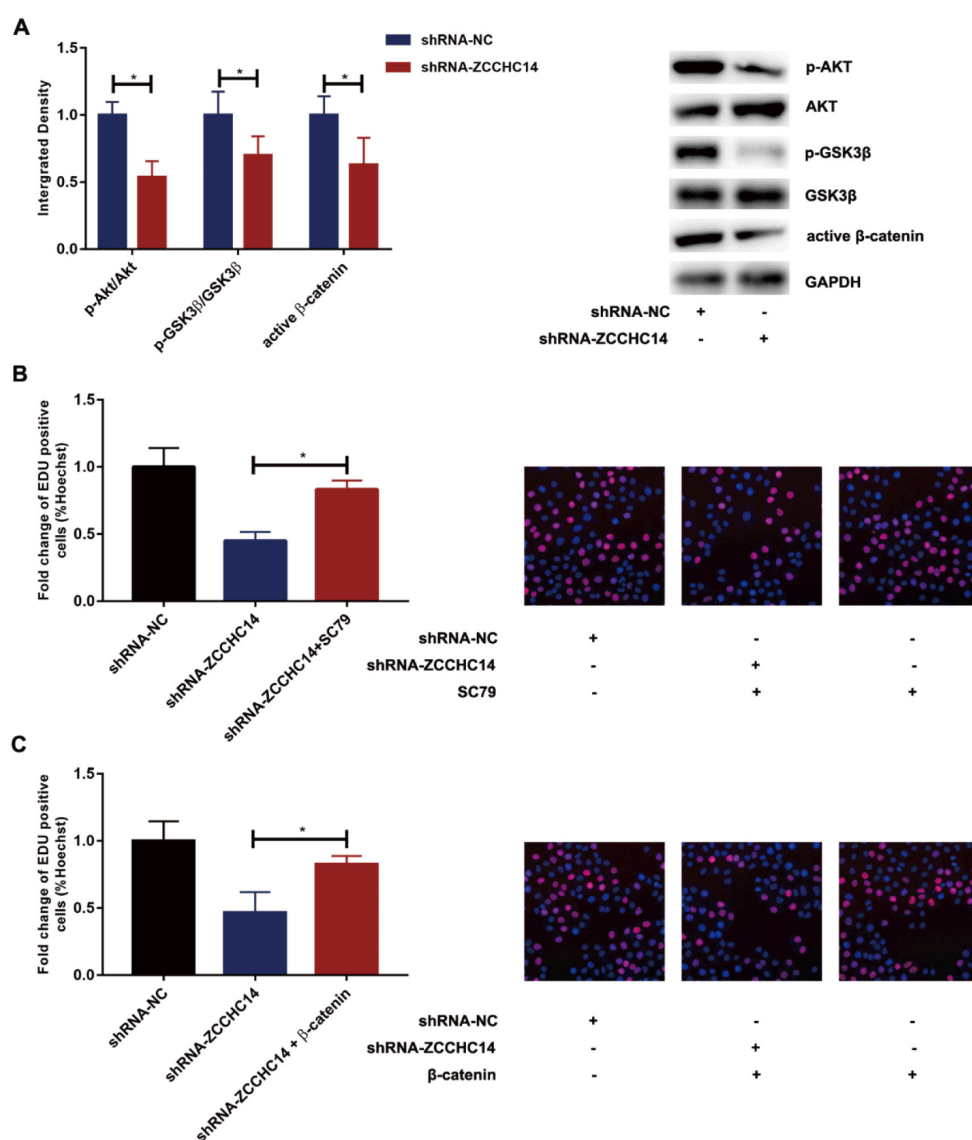 A
shRNA-NC
shRNA-ZCCHC14
1.5
1.0
0.5
0.0
Intergrated Density
*
*
*
p-Akt/Akt
p-GSK3β/GSK3β
active β-catenin
p-AKT
AKT
p-GSK3β
GSK3β
active β-catenin
GAPDH
shRNA-NC + -
shRNA-ZCCHC14 - +
B
1.5
1.0
0.5
0.0
Fold change of EDU positive
cells (%Hoechst)
*
shRNA-NC
shRNA-ZCCHC14
shRNA-ZCCHC14+SC79
shRNA-NC + - -
shRNA-ZCCHC14 - + -
SC79 - + +
C
1.5
1.0
0.5
0.0
Fold change of EDU positive
cells (%Hoechst)
*
shRNA-NC
shRNA-ZCCHC14
shRNA-ZCCHC14 + β-catenin
shRNA-NC + - -
shRNA-ZCCHC14 - + -
β-catenin - + +